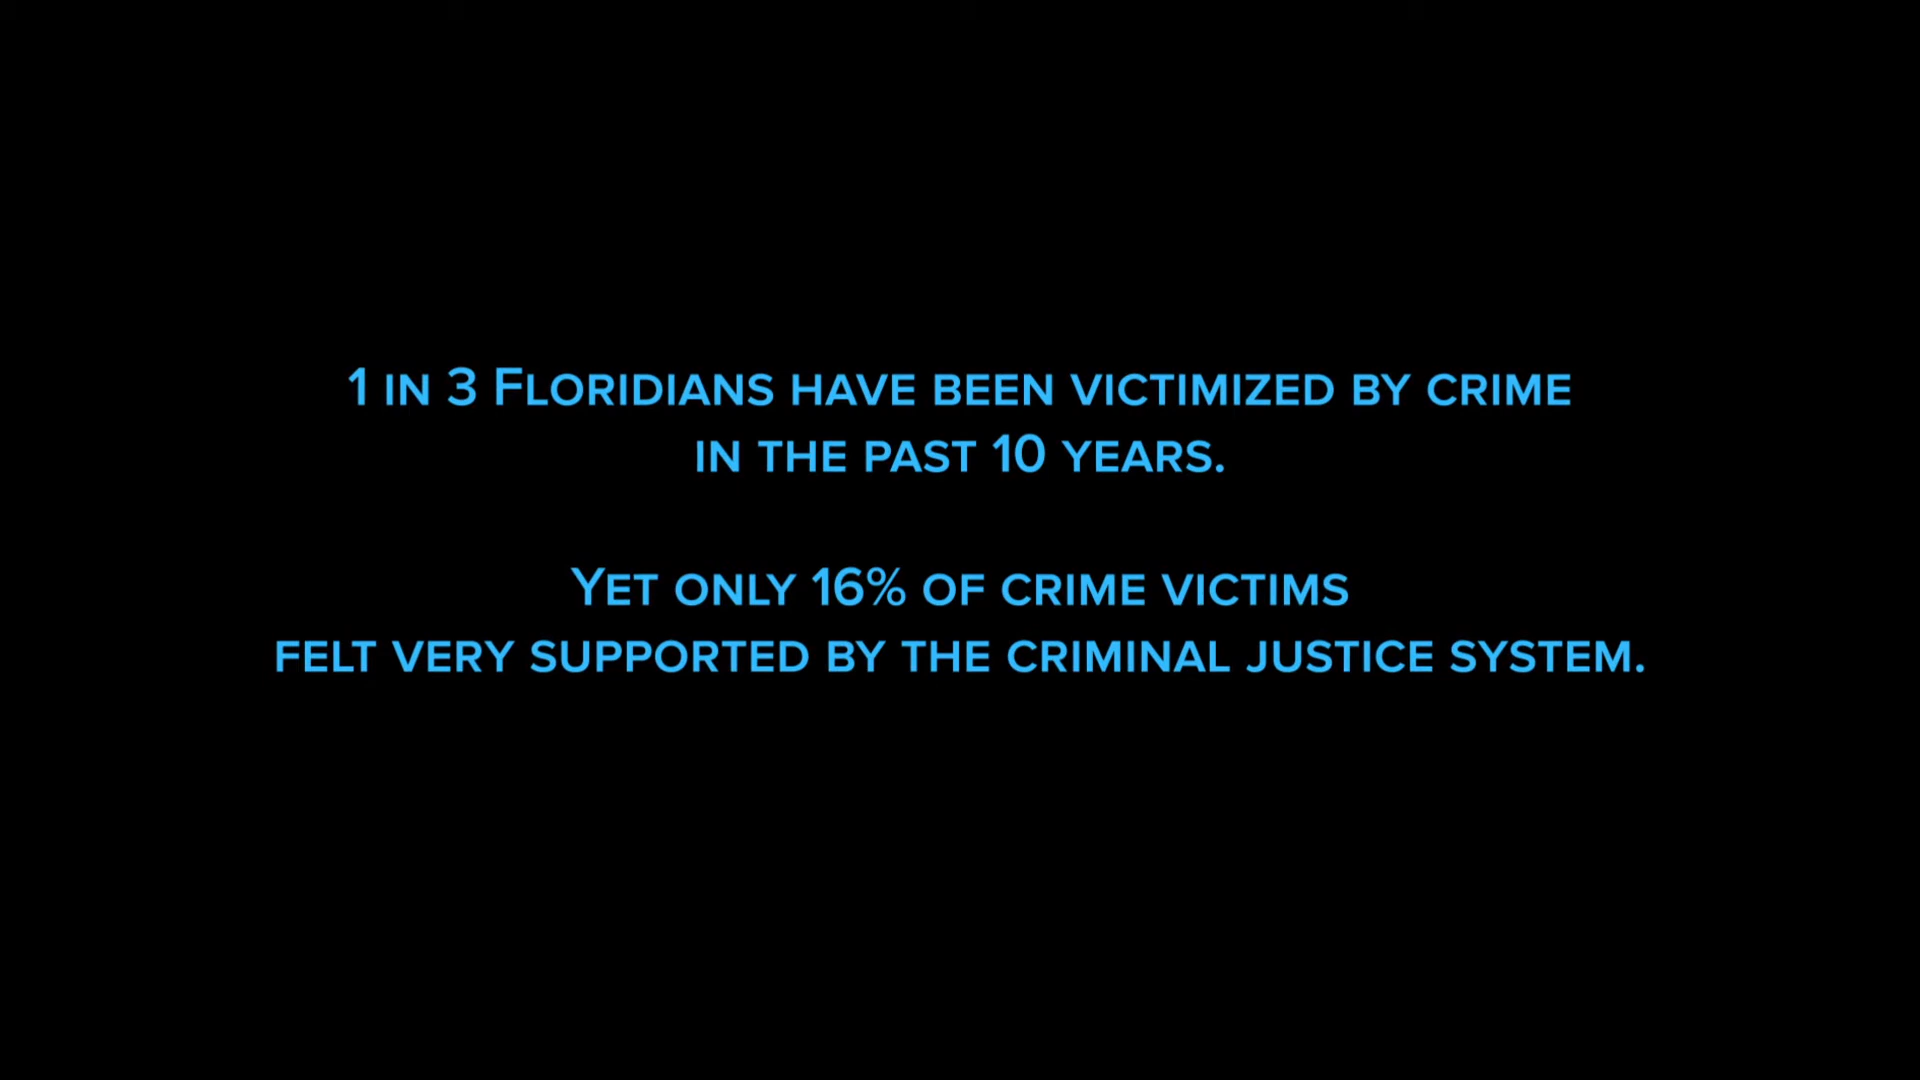 1 in 3 Floridians have been victimized by crime
in the past 10 years.
Yet only 16% of crime victims
felt very supported by the criminal justice system.